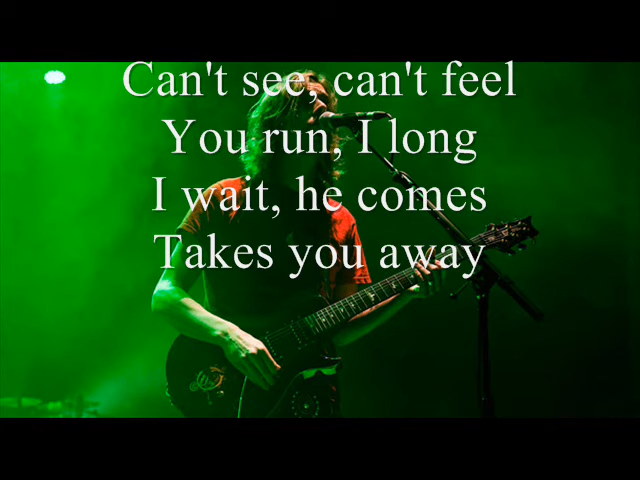 Can't see, can't feel
You run, I long
I wait, he comes
Takes you away